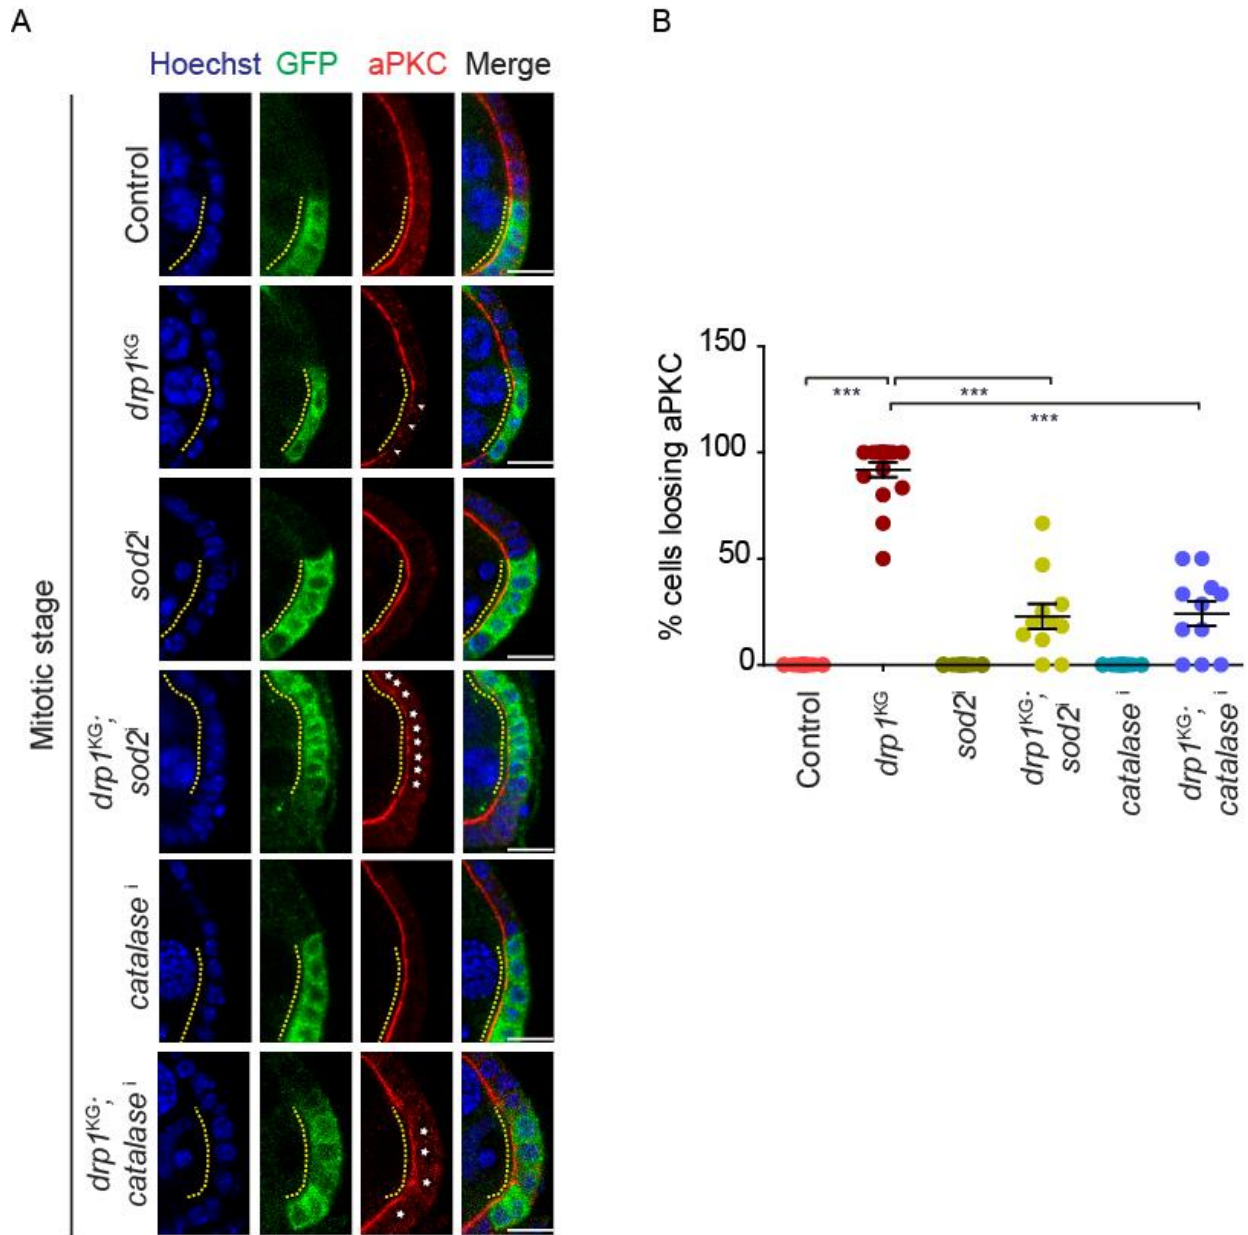 A
Hoechst GFP aPKC Merge
Mitotic stage
Control
drp1KG
sod2i
drp1KG;
sod2i
catalase i
drp1KG;
catalase i
B
% cells loosing aPKC
150
100
50
0
***
***
***
Control
drp1KG
sod2i
drp1KG;
sod2i
catalase i
drp1KG;
catalase i